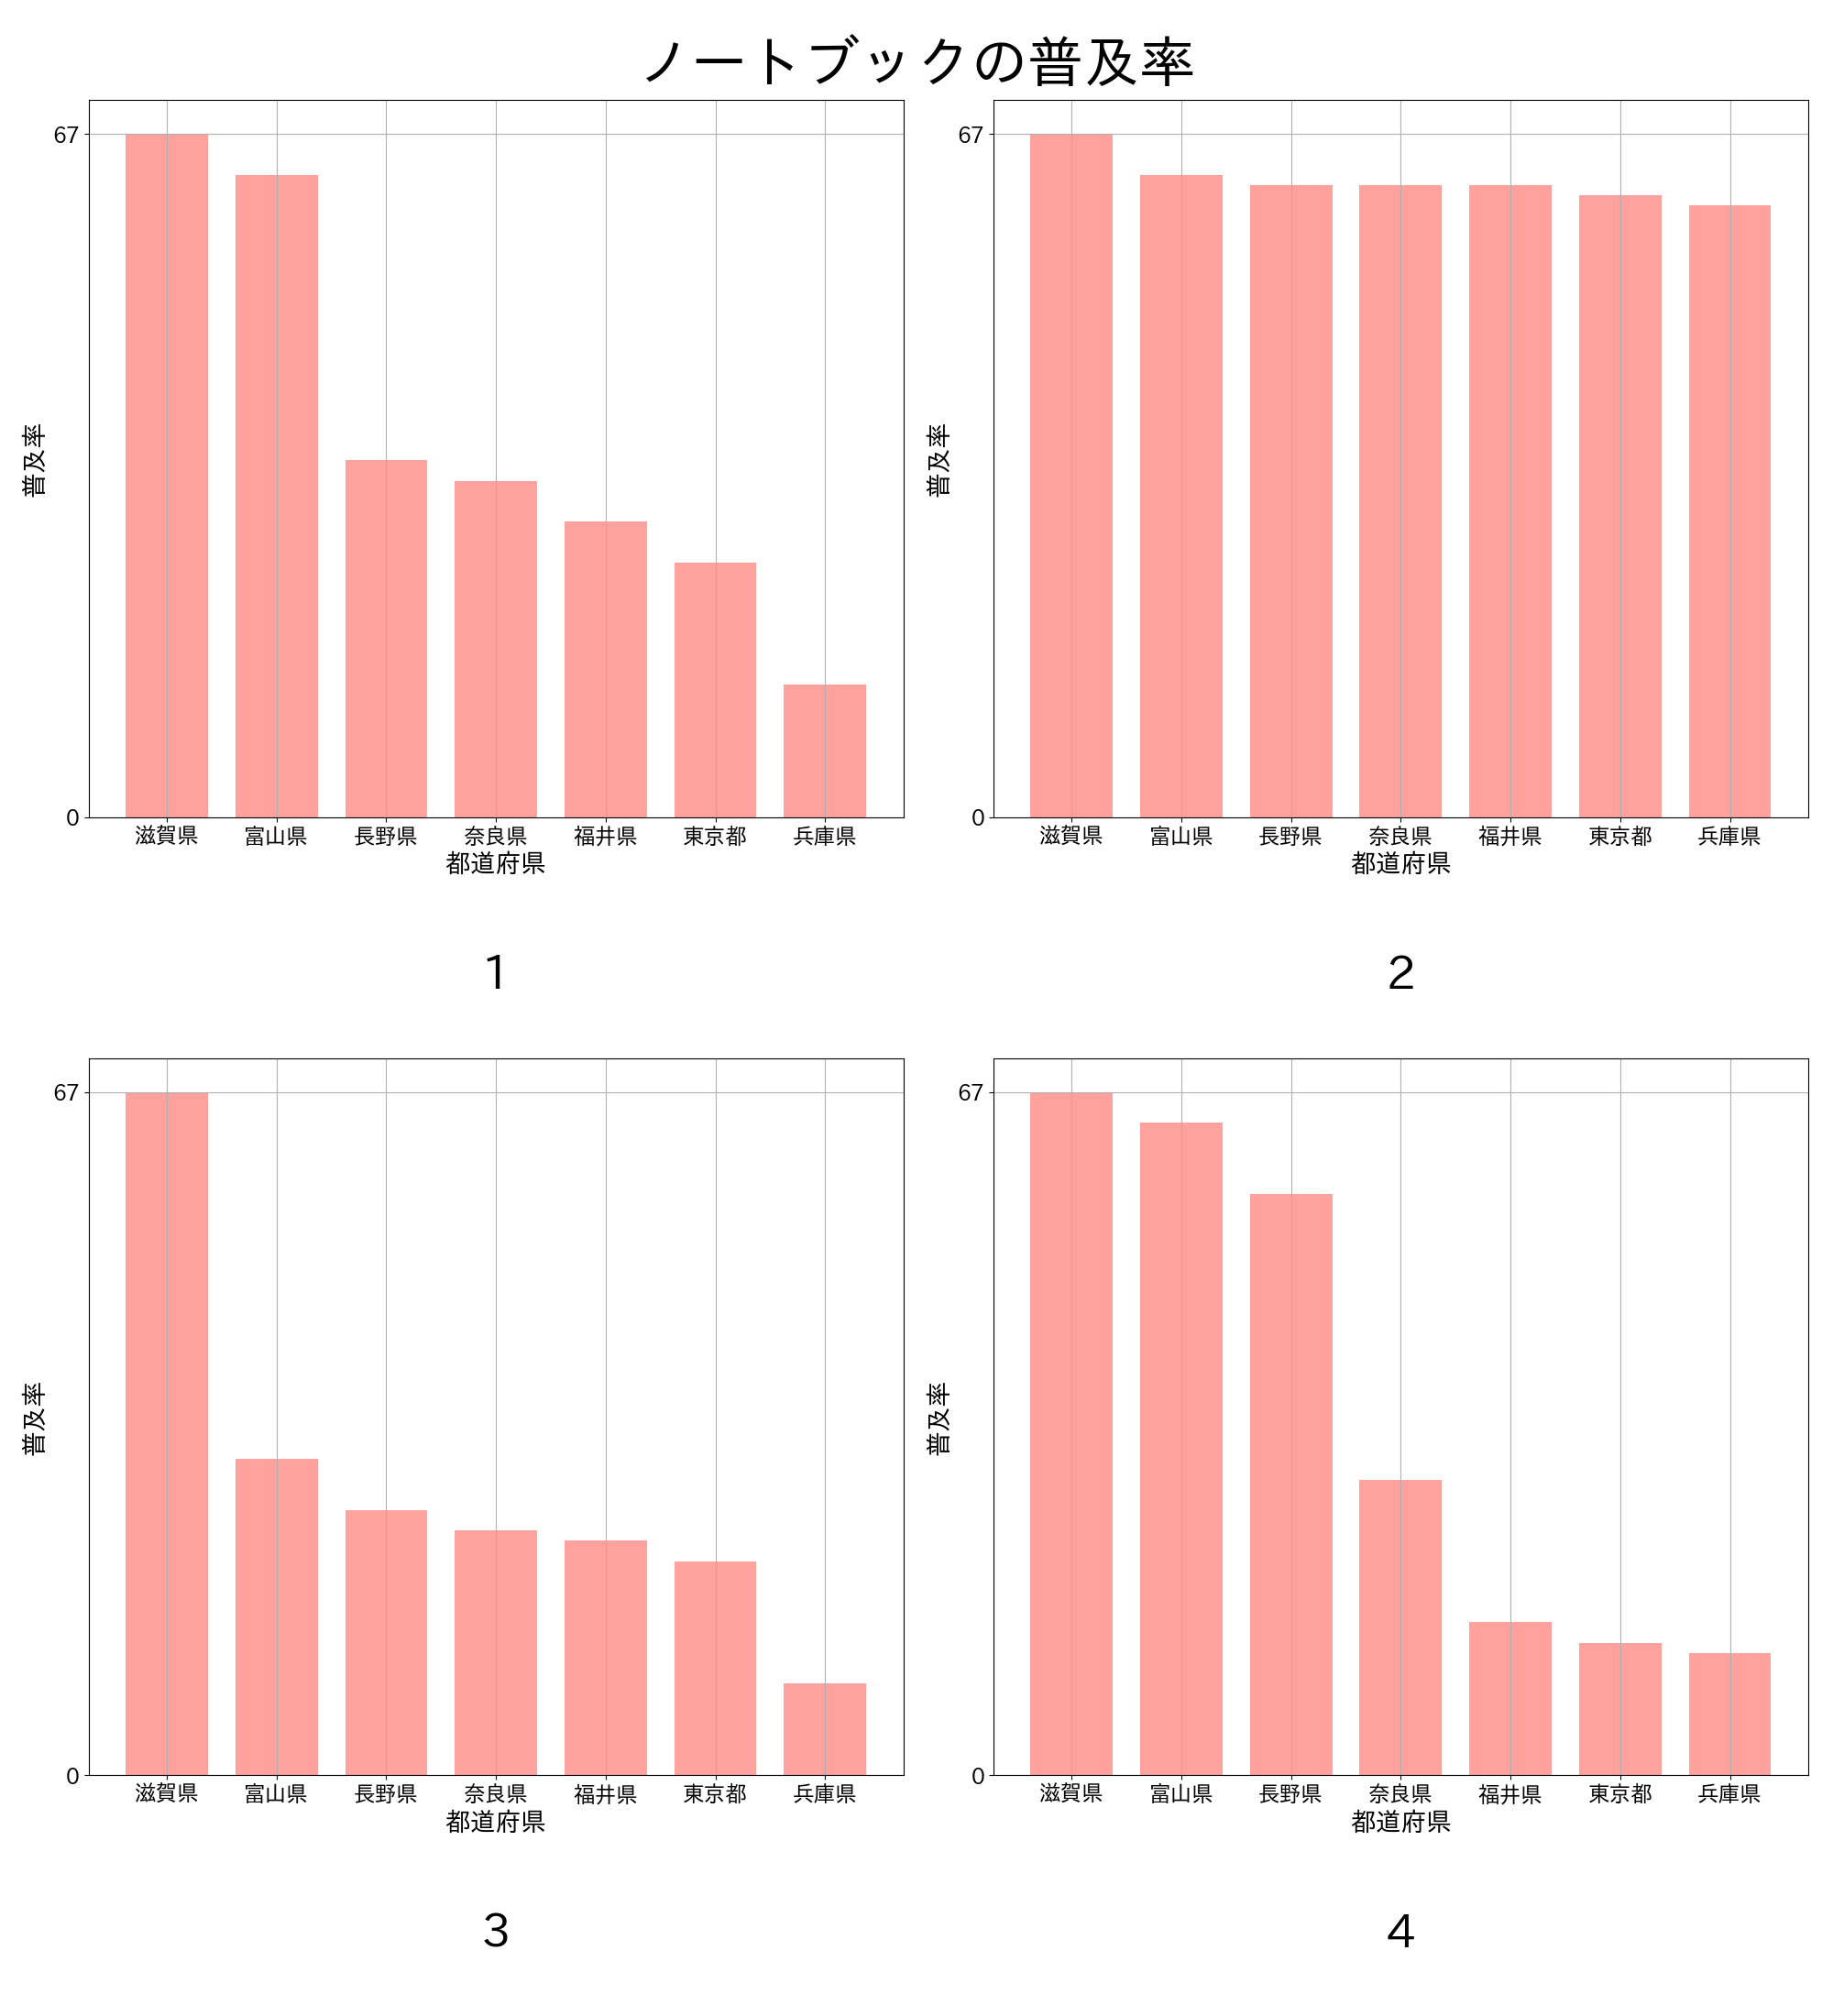 ノートブックの普及率
67
0
普及率
滋賀県 富山県 長野県 奈良県 福井県 東京都 兵庫県
都道府県
1
67
0
普及率
滋賀県 富山県 長野県 奈良県 福井県 東京都 兵庫県
都道府県
2
67
0
普及率
滋賀県 富山県 長野県 奈良県 福井県 東京都 兵庫県
都道府県
3
67
0
普及率
滋賀県 富山県 長野県 奈良県 福井県 東京都 兵庫県
都道府県
4